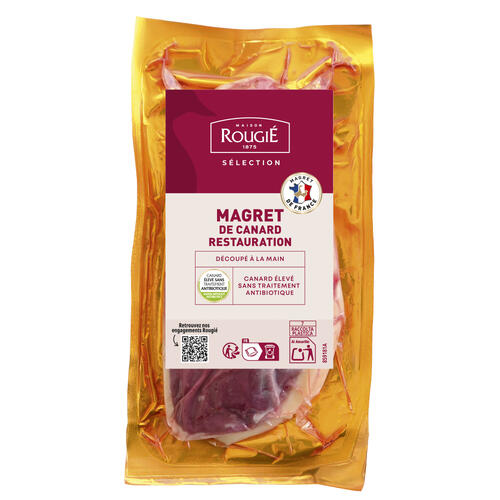 MAISON
ROUGIÉ
1875
SÉLECTION
MAGRET
DE FRANCE
MAGRET
DE CANARD
RESTAURATION
DÉCOUPÉ À LA MAIN
CANARD
ÉLEVÉ SANS
TRAITEMENT
ANTIBIOTIQUE
CANARD ÉLEVÉ
SANS TRAITEMENT
ANTIBIOTIQUE
Retrouvez nos
engagements Rougié
RACCOLTA
PLASTICA
859181A